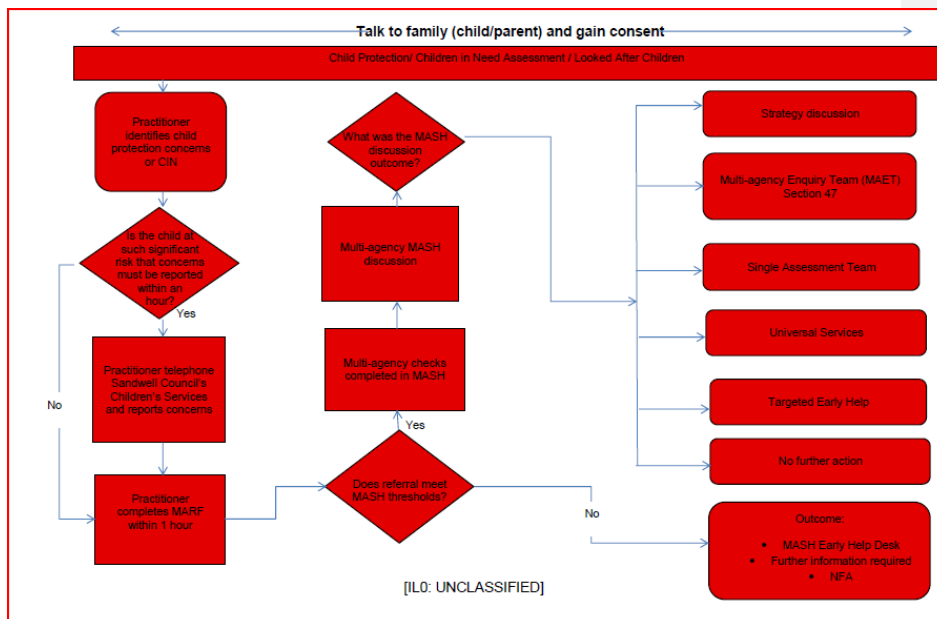 Talk to family (child/parent) and gain consent
Child Protection/ Children in Need Assessment / Looked After Children
Practitioner
identifies child
protection concerns
or CIN
Is the child at
such significant
risk that concerns
must be reported
within an
hour?
Yes
No
Practitioner telephone
Sandwell Council's
Children's Services
and reports concerns
Practitioner
completes MARF
within 1 hour
What was the MASH
discussion
outcome?
Multi-agency MASH
discussion
Multi-agency checks
completed in MASH
Yes
Does referral meet
MASH thresholds?
No
Strategy discussion
Multi-agency Enquiry Team (MAET)
Section 47
Single Assessment Team
Universal Services
Targeted Early Help
No further action
Outcome:
• MASH Early Help Desk
• Further information required
• NFA
[IL0: UNCLASSIFIED]